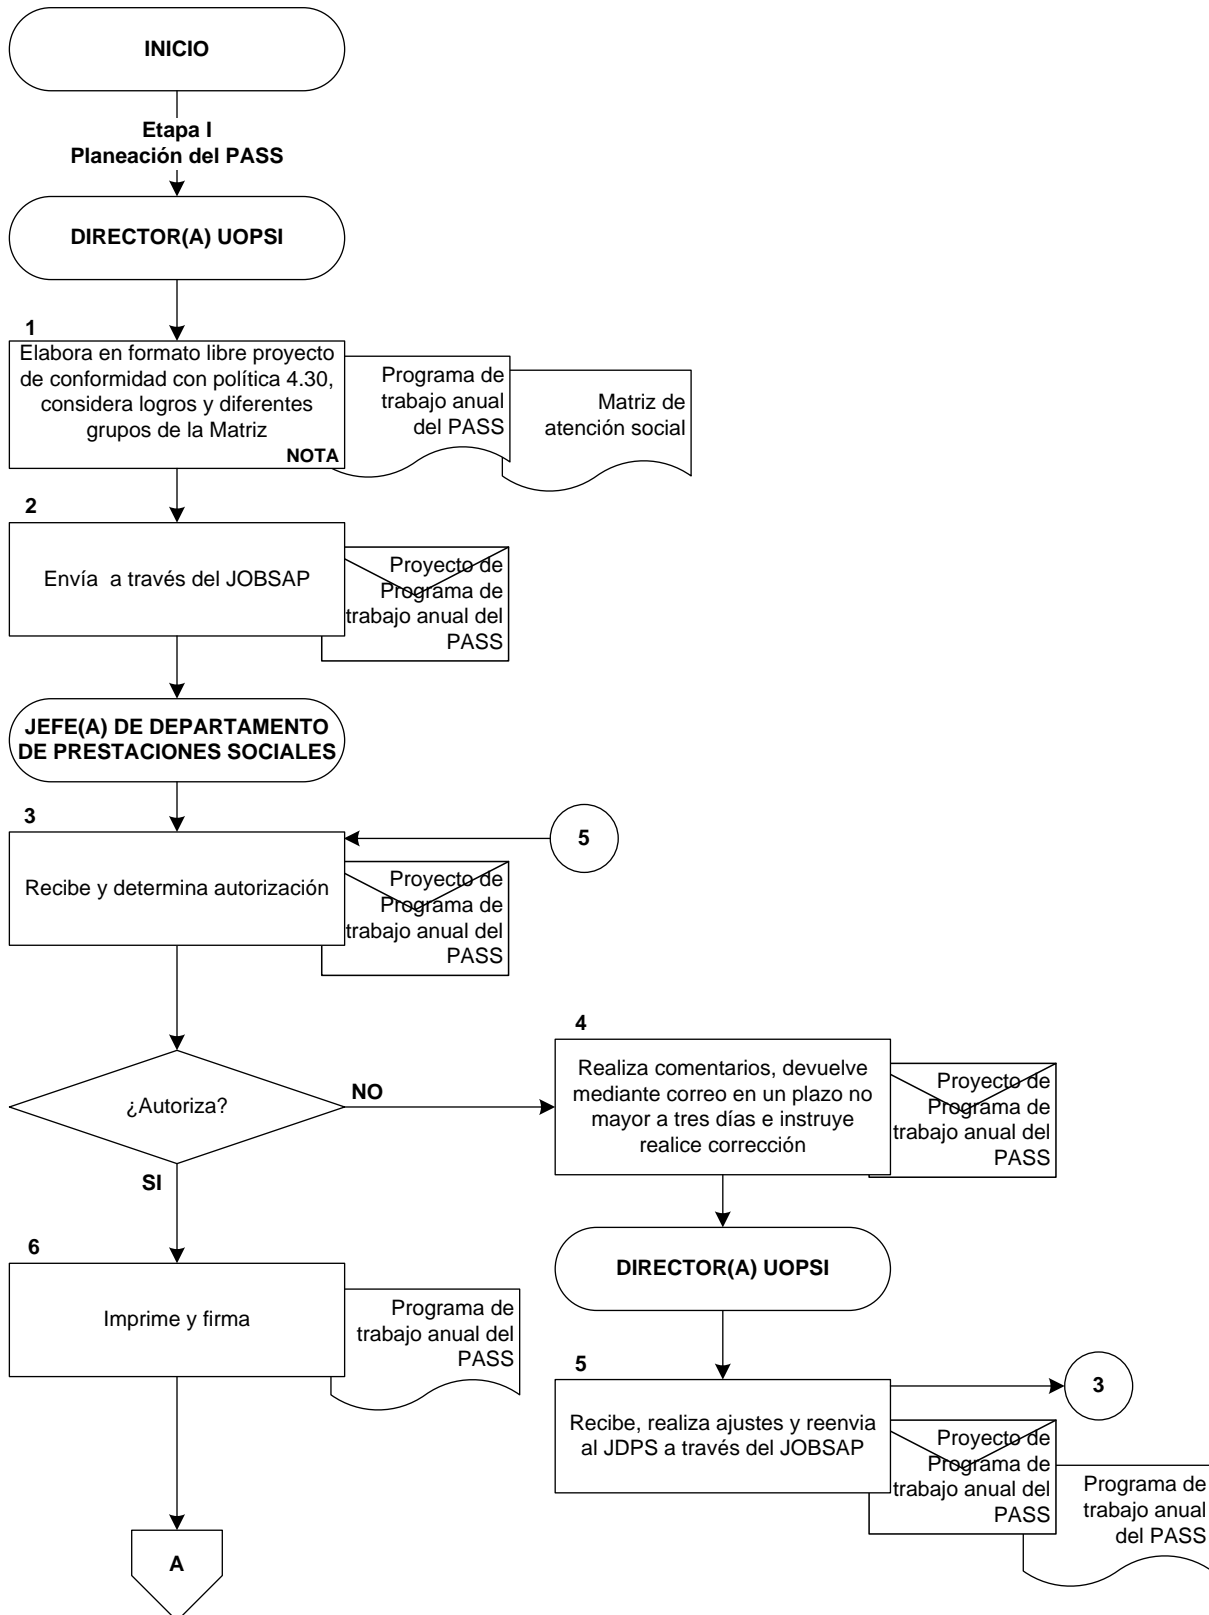 INICIO
Etapa I
Planeación del PASS
DIRECTOR(A) UOPSI
1
Elabora en formato libre proyecto
de conformidad con política 4.30,
considera logros y diferentes
grupos de la Matriz
NOTA
Programa de
trabajo anual
del PASS
Matriz de
atención social
2
Envía a través del JOBSAP
Proyecto de
Programa de
trabajo anual del
PASS
JEFE(A) DE DEPARTAMENTO
DE PRESTACIONES SOCIALES
3
5
Recibe y determina autorización
Proyecto de
Programa de
trabajo anual del
PASS
¿Autoriza?
NO
SI
4
Realiza comentarios, devuelve
mediante correo en un plazo no
mayor a tres días e instruye
realice corrección
Proyecto de
Programa de
trabajo anual del
PASS
6
Imprime y firma
Programa de
trabajo anual del
PASS
DIRECTOR(A) UOPSI
5
Recibe, realiza ajustes y reenvia
al JDPS a través del JOBSAP
3
Proyecto de
Programa de
trabajo anual del
PASS
Programa de
trabajo anual
del PASS
A